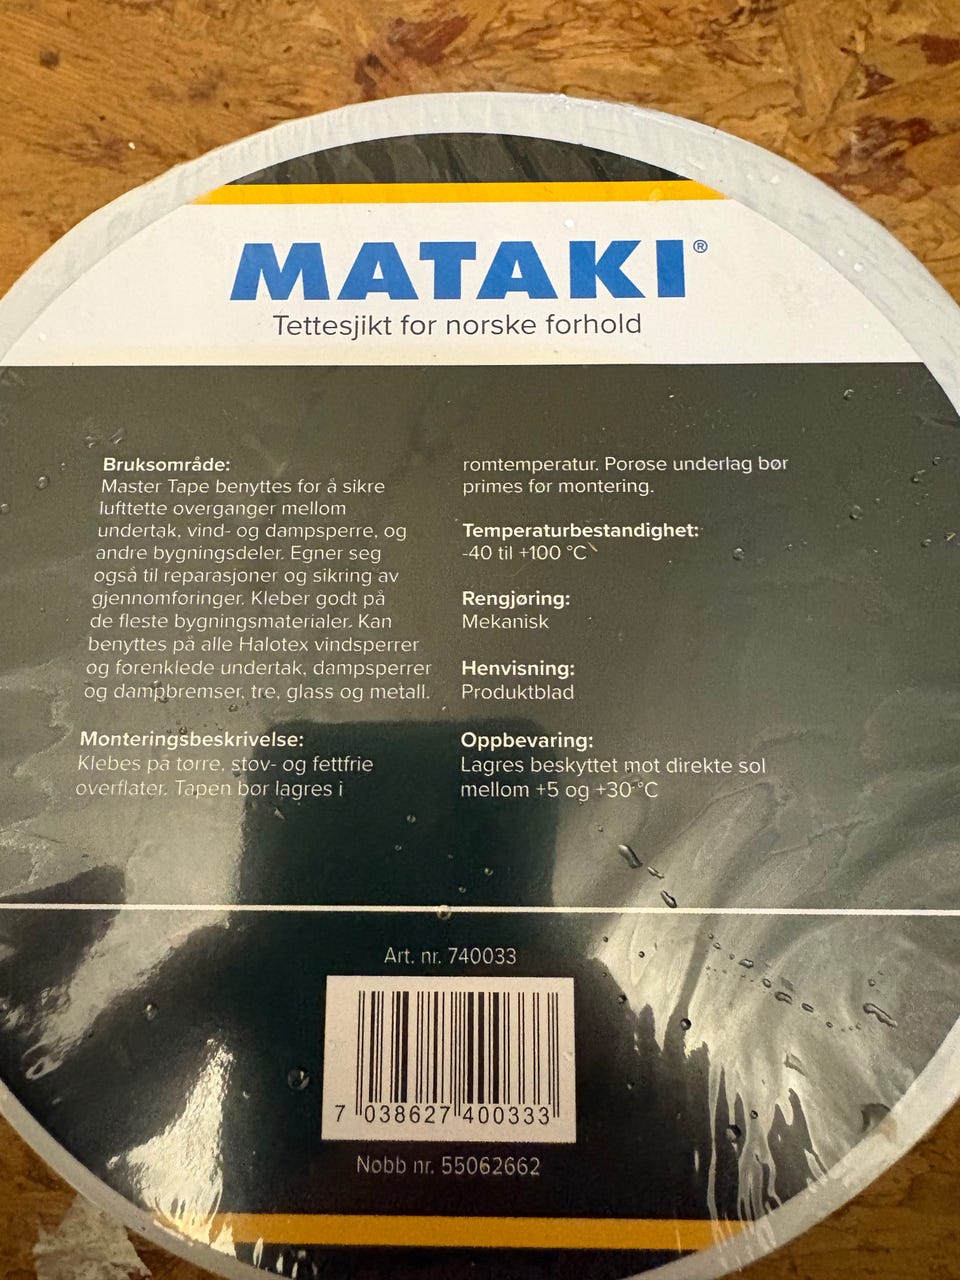 MATAKI®
Tettesjikt for norske forhold
Bruksområde:
Master Tape benyttes for å sikre
lufttette overganger mellom
undertak, vind- og dampsperre, og
andre bygningsdeler. Egner seg
også til reparasjoner og sikring av
gjennomføringer. Kleber godt på
de fleste bygningsmaterialer. Kan
benyttes på alle Halotex vindsperrer
og forenklede undertak, dampsperrer
og dampbremser, tre, glass og metall.
Monteringsbeskrivelse:
Klebes på tørre, støv- og fettfrie
overflater. Tapen bør lagres i
romtemperatur. Porøse underlag bør
primes før montering.
Temperaturbestandighet:
-40 til +100 °C
Rengjøring:
Mekanisk
Henvisning:
Produktblad
Oppbevaring:
Lagres beskyttet mot direkte sol
mellom +5 og +30 °C
Art. nr. 740033
7 038627 400333
Nobb nr. 55062662